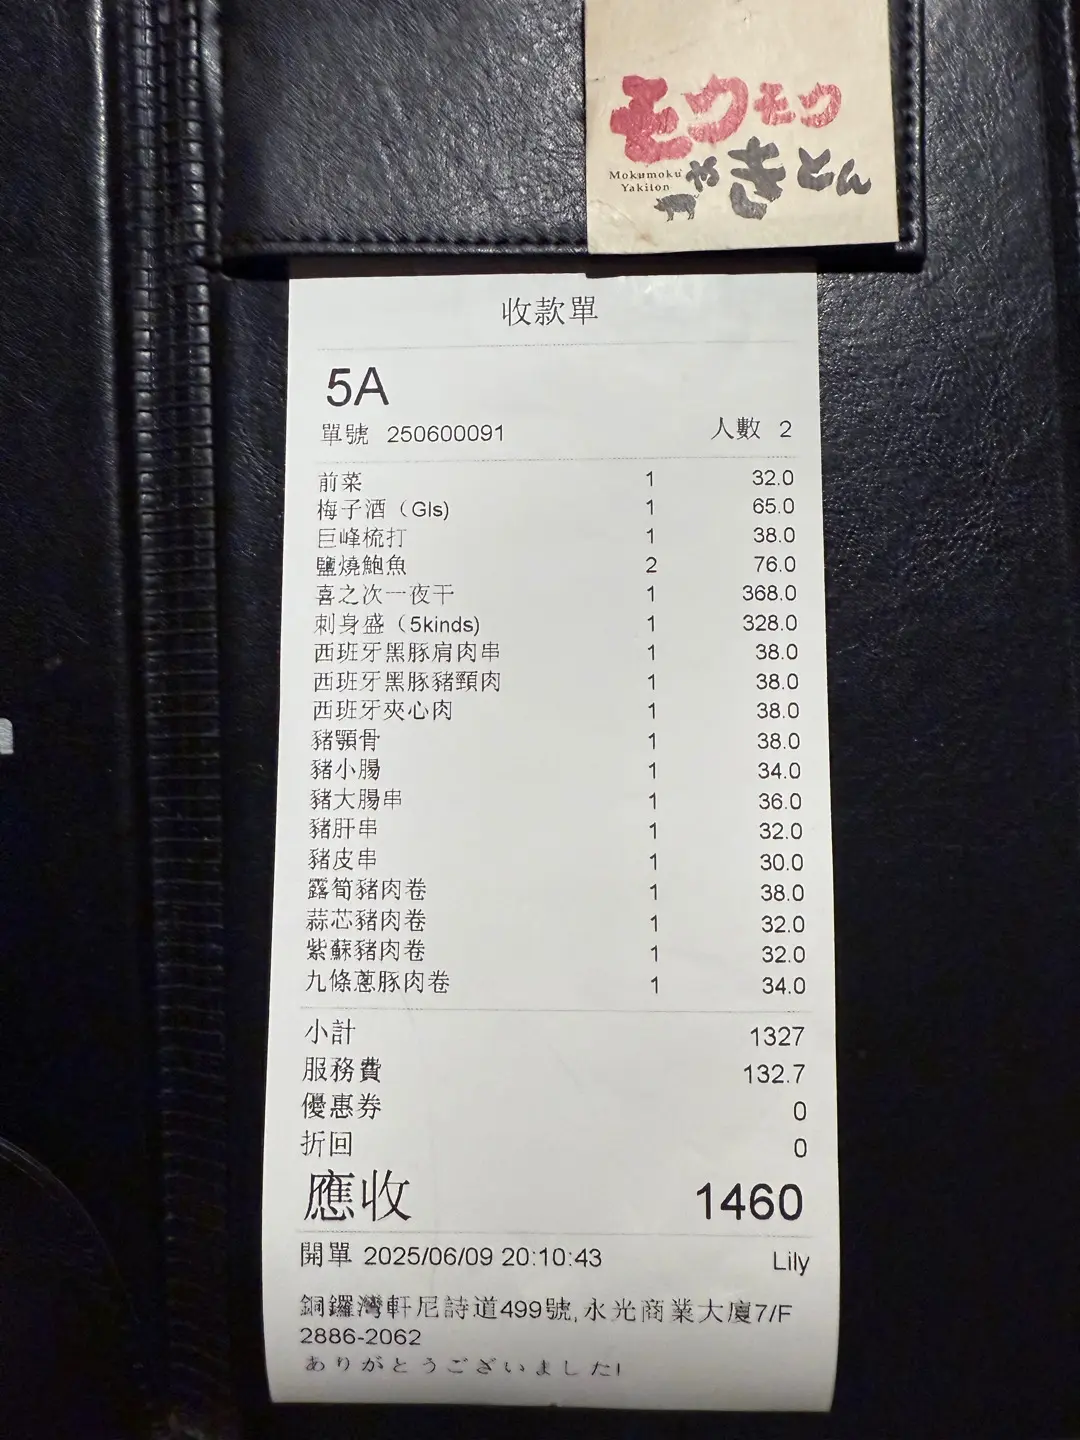 モクモク
Mokumoku
Yakiton
やきとん
收款單
5A
單號 250600091 人數 2
前菜 1 32.0
梅子酒（Gls) 1 65.0
巨峰梳打 1 38.0
鹽燒鮑魚 2 76.0
喜之次一夜干 1 368.0
刺身盛（5kinds) 1 328.0
西班牙黑豚肩肉串 1 38.0
西班牙黑豚豬頸肉 1 38.0
西班牙夾心肉 1 38.0
豬顎骨 1 38.0
豬小腸 1 34.0
豬大腸串 1 36.0
豬肝串 1 32.0
豬皮串 1 30.0
露筍豬肉卷 1 38.0
蒜芯豬肉卷 1 32.0
紫蘇豬肉卷 1 32.0
九條蔥豚肉卷 1 34.0
小計 1327
服務費 132.7
優惠券 0
折回 0
應收 1460
開單 2025/06/09 20:10:43 Lily
銅鑼灣軒尼詩道499號,永光商業大廈7/F
2886-2062
ありがとうございました!